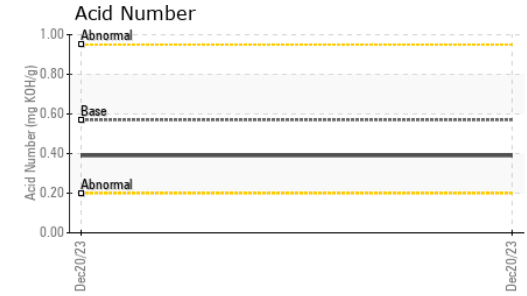 Acid Number
Acid Number (mg KOH/g)
1.00
0.80
0.60
0.40
0.20
0.00
Abnormal
Base
Abnormal
Dec20/23
Dec20/23